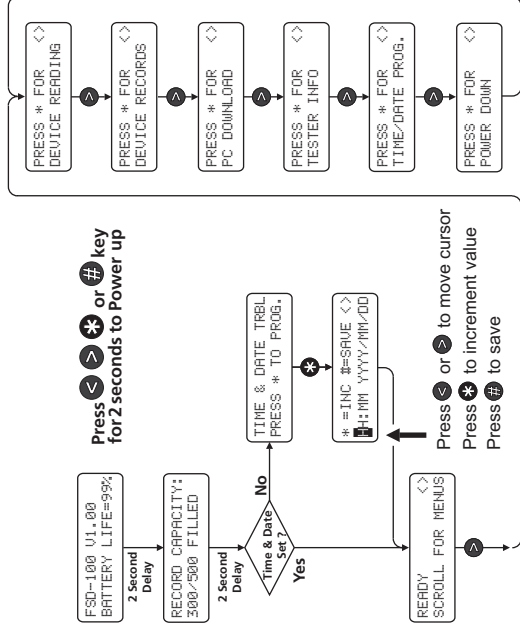 Press < > * or # key
for 2 seconds to Power up
FSD-100 V1.00
BATTERY LIFE=99%
2 Second
Delay
RECORD CAPACITY:
300/500 FILLED
2 Second
Delay
Time & Date
Set ?
No
Yes
TIME & DATE TRBL
PRESS * TO PROG.
*
* =INC #=SAVE <>
HH:MM YYYY/MM/DD
Press < or > to move cursor
Press * to increment value
Press # to save
READY <>
SCROLL FOR MENUS
>
PRESS * FOR <>
DEVICE READING
>
PRESS * FOR <>
DEVICE RECORDS
>
PRESS * FOR <>
PC DOWNLOAD
>
PRESS * FOR <>
TESTER INFO
>
PRESS * FOR <>
TIME/DATE PROG.
>
PRESS * FOR <>
POWER DOWN